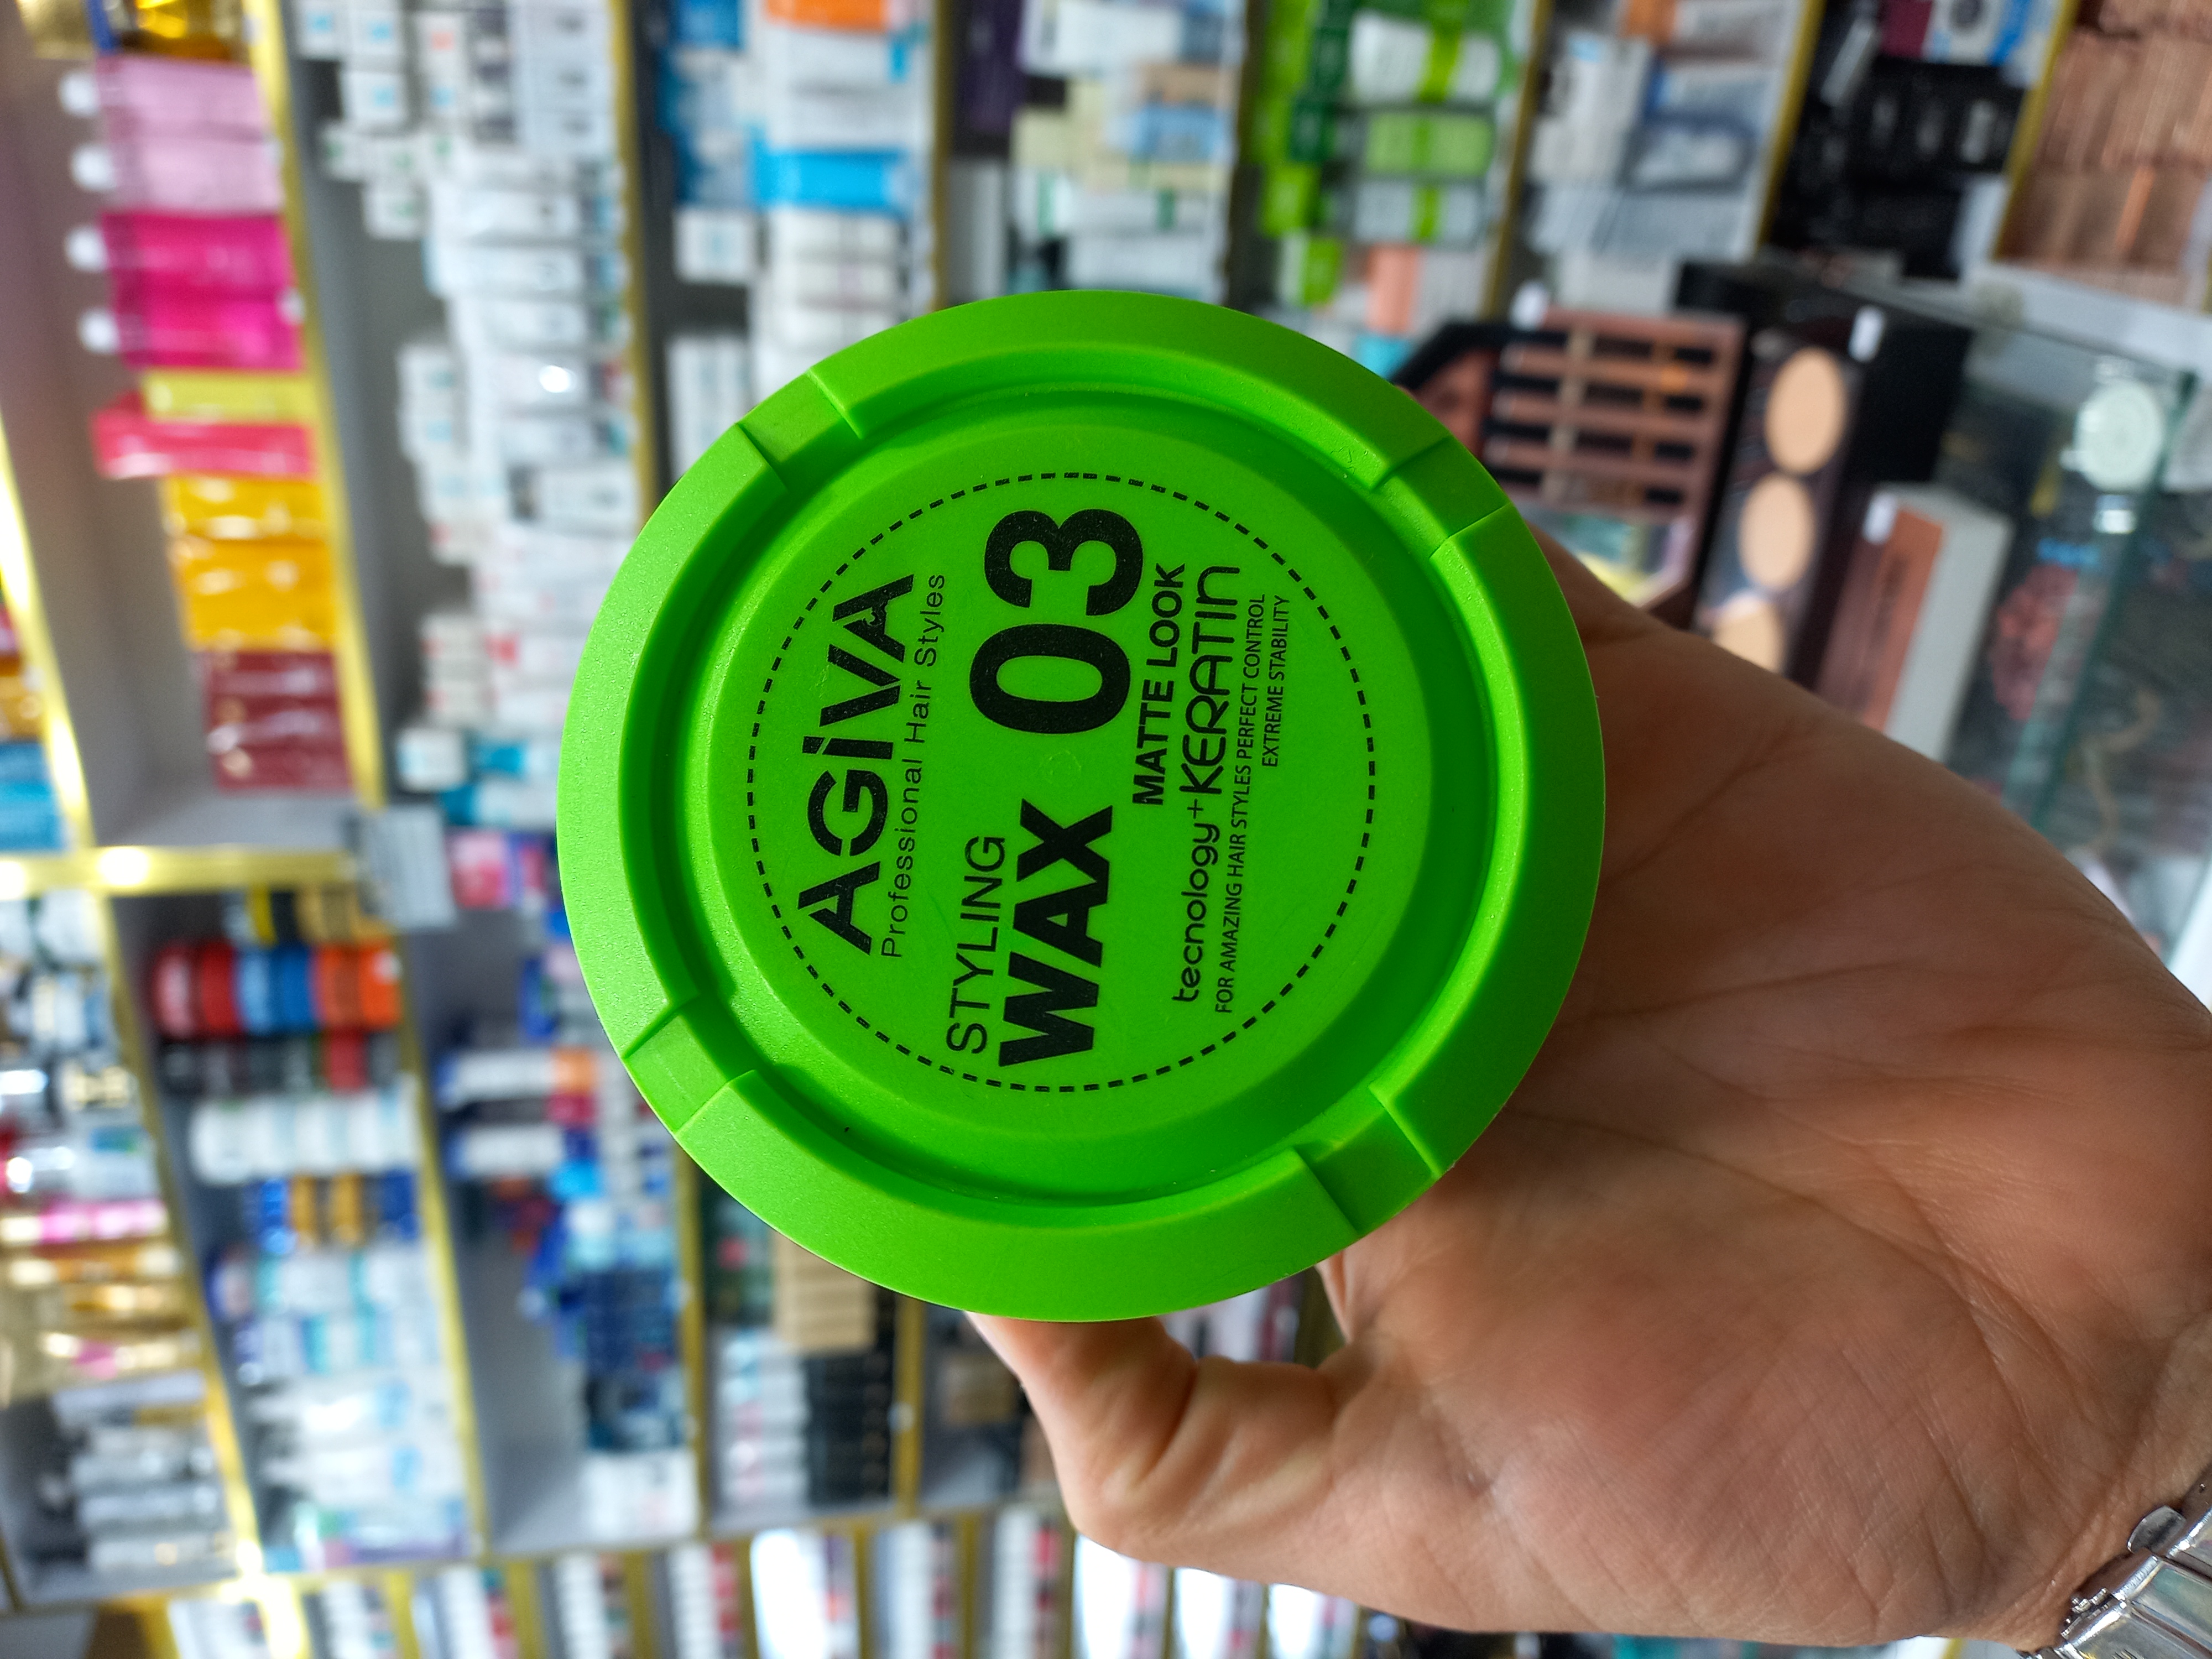 AGiVA
Professional Hair Styles
STYLING
WAX 03
MATTE LOOK
tecnology+KERATIN
FOR AMAZING HAIR STYLES PERFECT CONTROL
EXTREME STABILITY